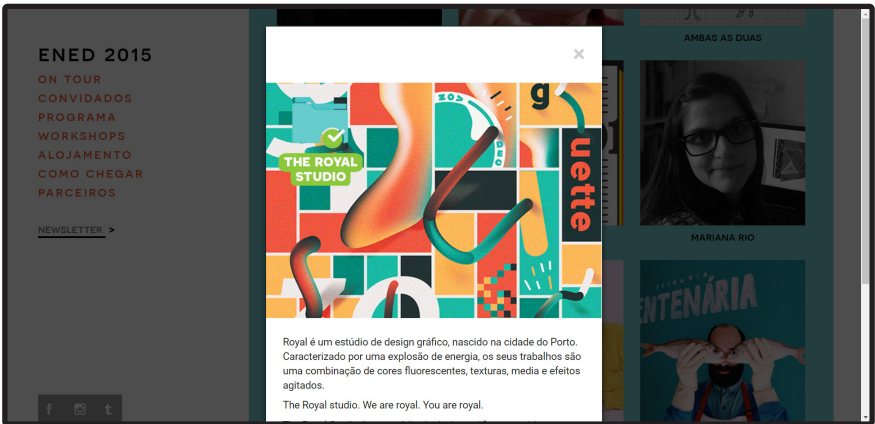 ENED 2015
ON TOUR
CONVIDADOS
PROGRAMA
WORKSHOPS
ALOJAMENTO
COMO CHEGAR
PARCEIROS
NEWSLETTER >
×
NOV
DEC
g
uette
THE ROYAL
STUDIO
Royal é um estúdio de design gráfico, nascido na cidade do Porto.
Caracterizado por uma explosão de energia, os seus trabalhos são
uma combinação de cores fluorescentes, texturas, media e efeitos
agitados.
The Royal studio. We are royal. You are royal.
AMBAS AS DUAS
MARIANA RIO
ENTENÁRIA